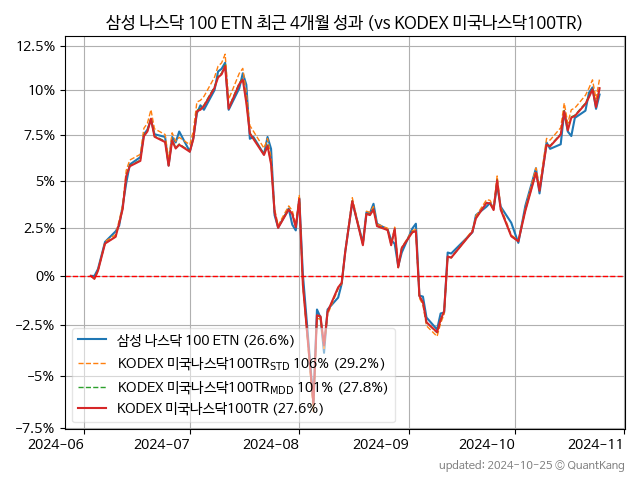 삼성 나스닥 100 ETN 최근 4개월 성과 (vs KODEX 미국나스닥100TR)
12.5%
10%
7.5%
5%
2.5%
0%
−2.5%
−5%
−7.5%
삼성 나스닥 100 ETN (26.6%)
KODEX 미국나스닥100TR_STD 106% (29.2%)
KODEX 미국나스닥100TR_MDD 101% (27.8%)
KODEX 미국나스닥100TR (27.6%)
2024-06 2024-07 2024-08 2024-09 2024-10 2024-11
updated: 2024-10-25 © QuantKang